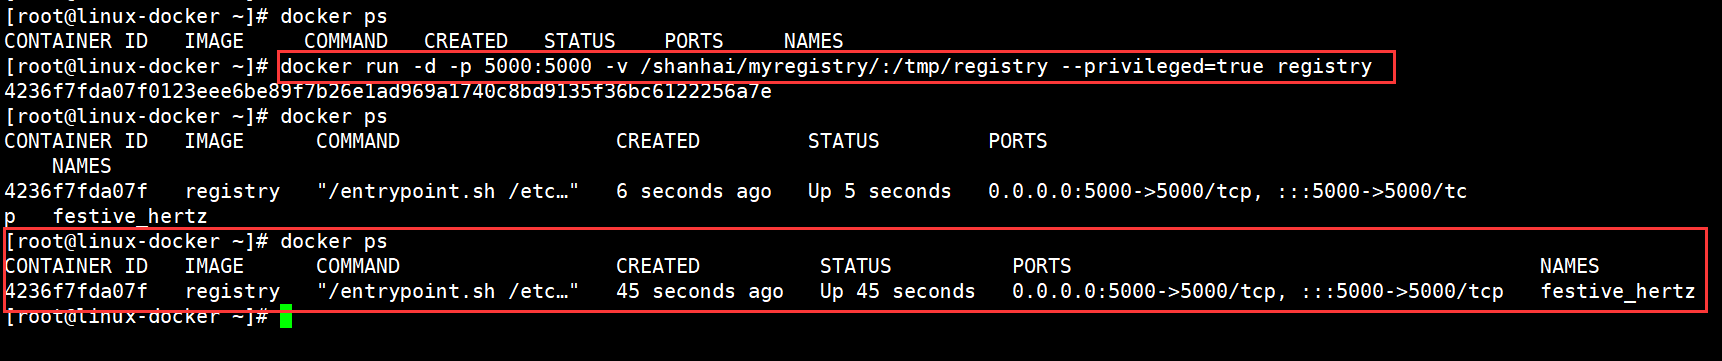 [root@linux-docker ~]# docker ps
CONTAINER ID   IMAGE     COMMAND   CREATED   STATUS    PORTS     NAMES
[root@linux-docker ~]# docker run -d -p 5000:5000 -v /shanhai/myregistry/:/tmp/registry --privileged=true registry
4236f7fda07f0123eee6be89f7b26e1ad969a1740c8bd9135f36bc6122256a7e
[root@linux-docker ~]# docker ps
CONTAINER ID   IMAGE      COMMAND                  CREATED         STATUS         PORTS
    NAMES
4236f7fda07f   registry   "/entrypoint.sh /etc…"   6 seconds ago   Up 5 seconds   0.0.0.0:5000->5000/tcp, :::5000->5000/tc
p   festive_hertz
[root@linux-docker ~]# docker ps
CONTAINER ID   IMAGE      COMMAND                  CREATED          STATUS          PORTS                                       NAMES
4236f7fda07f   registry   "/entrypoint.sh /etc…"   45 seconds ago   Up 45 seconds   0.0.0.0:5000->5000/tcp, :::5000->5000/tcp   festive_hertz
[root@linux-docker ~]#